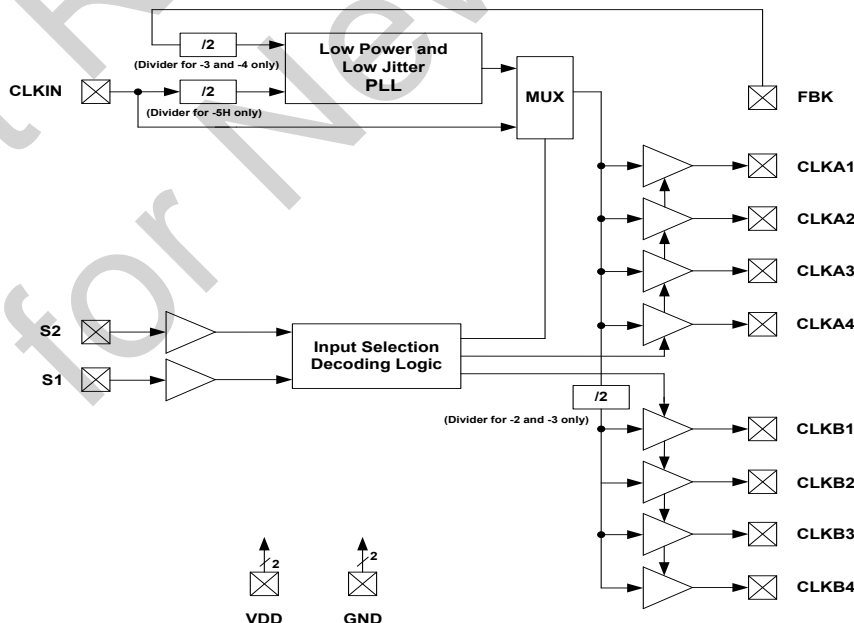 /2
(Divider for -3 and -4 only)
Low Power and
Low Jitter
PLL
CLKIN
/2
(Divider for -5H only)
MUX
FBK
CLKA1
CLKA2
CLKA3
CLKA4
S2
S1
Input Selection
Decoding Logic
/2
(Divider for -2 and -3 only)
CLKB1
CLKB2
CLKB3
CLKB4
2
2
VDD
GND
for New